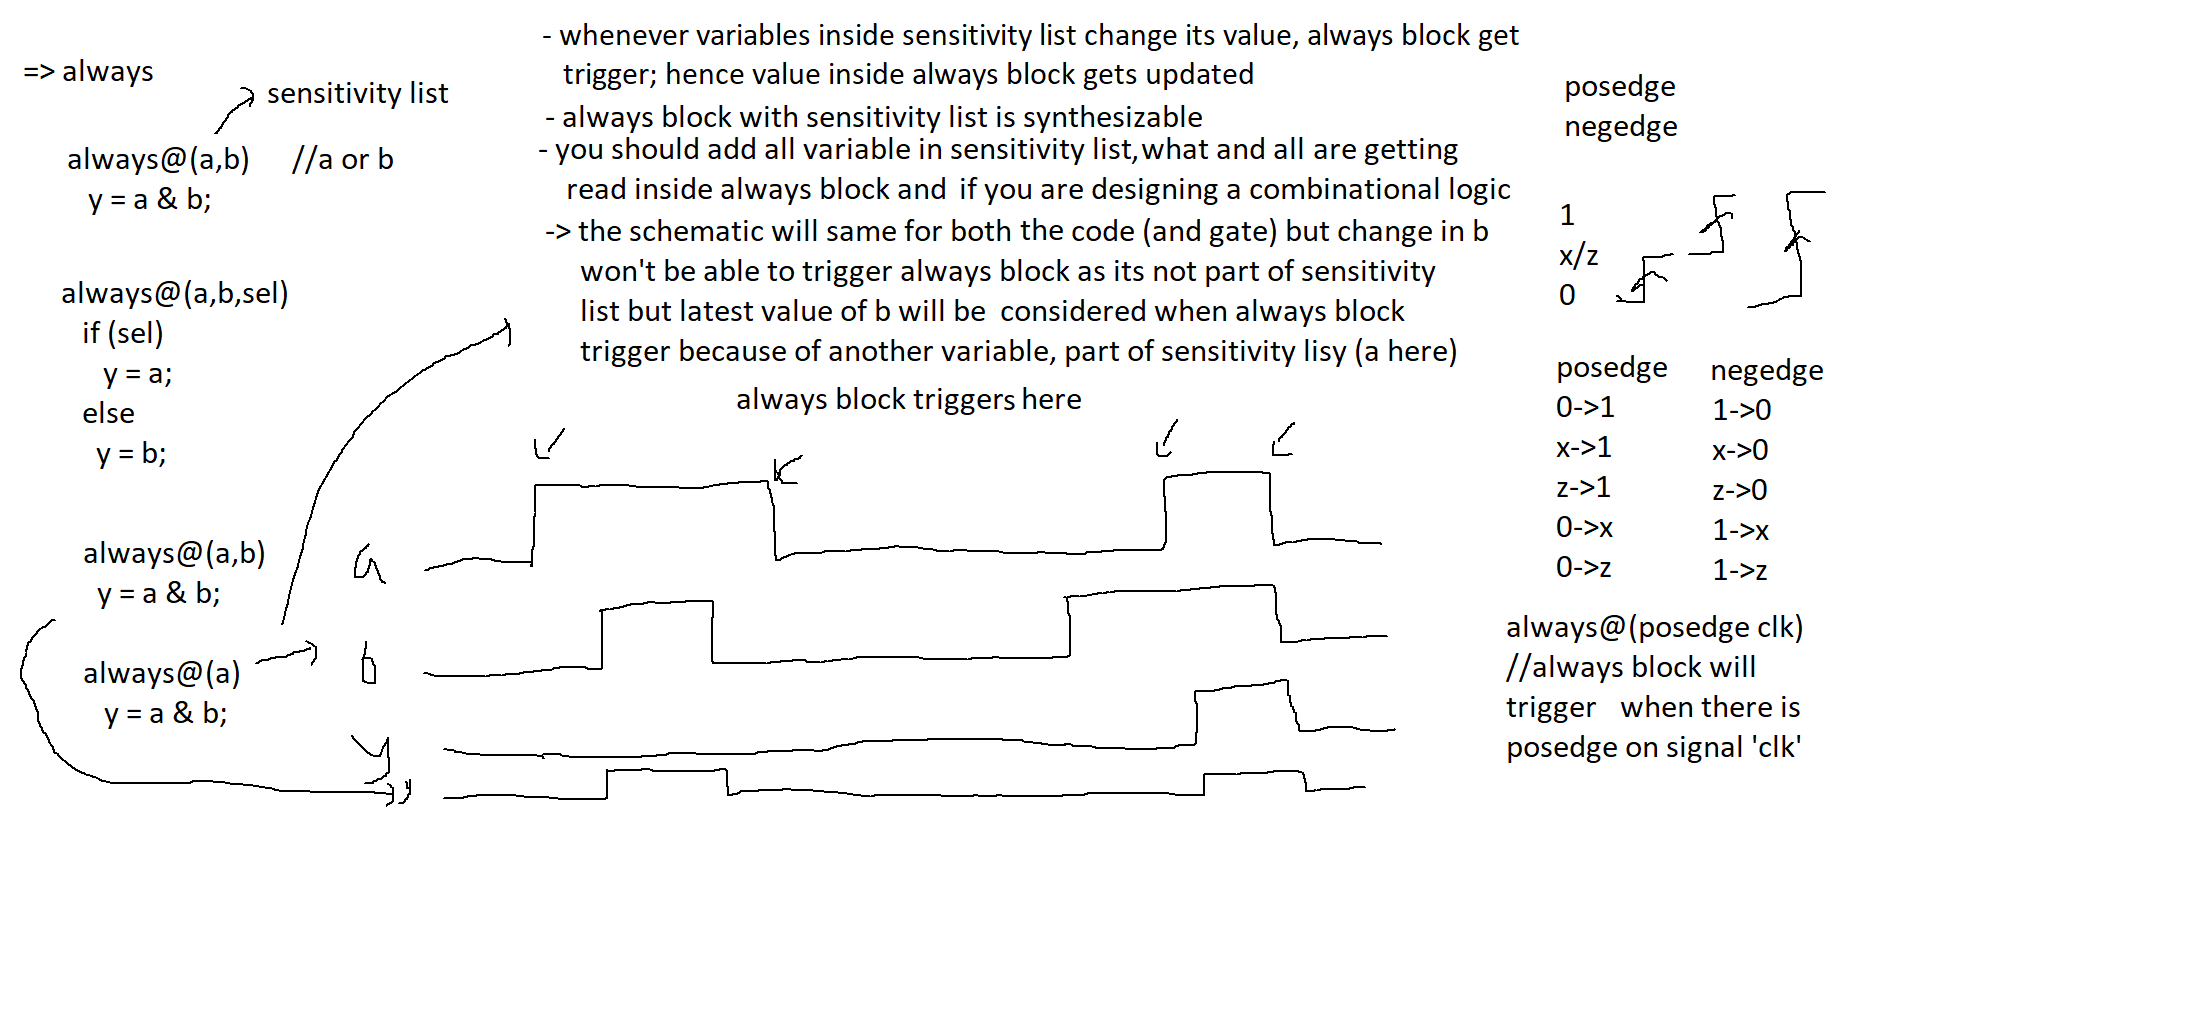 => always
sensitivity list
always@(a,b) //a or b
y = a & b;
always@(a,b,sel)
if (sel)
y = a;
else
y = b;
always@(a,b)
y = a & b;
always@(a)
y = a & b;
- whenever variables inside sensitivity list change its value, always block get
trigger; hence value inside always block gets updated
- always block with sensitivity list is synthesizable
- you should add all variable in sensitivity list, what and all are getting
read inside always block and if you are designing a combinational logic
-> the schematic will same for both the code (and gate) but change in b
won't be able to trigger always block as its not part of sensitivity
list but latest value of b will be considered when always block
trigger because of another variable, part of sensitivity lisy (a here)
always block triggers here
a
b
y
y
posedge
negedge
1
x/z
0
posedge negedge
0->1 1->0
x->1 x->0
z->1 z->0
0->x 1->x
0->z 1->z
always@(posedge clk)
//always block will
trigger when there is
posedge on signal 'clk'